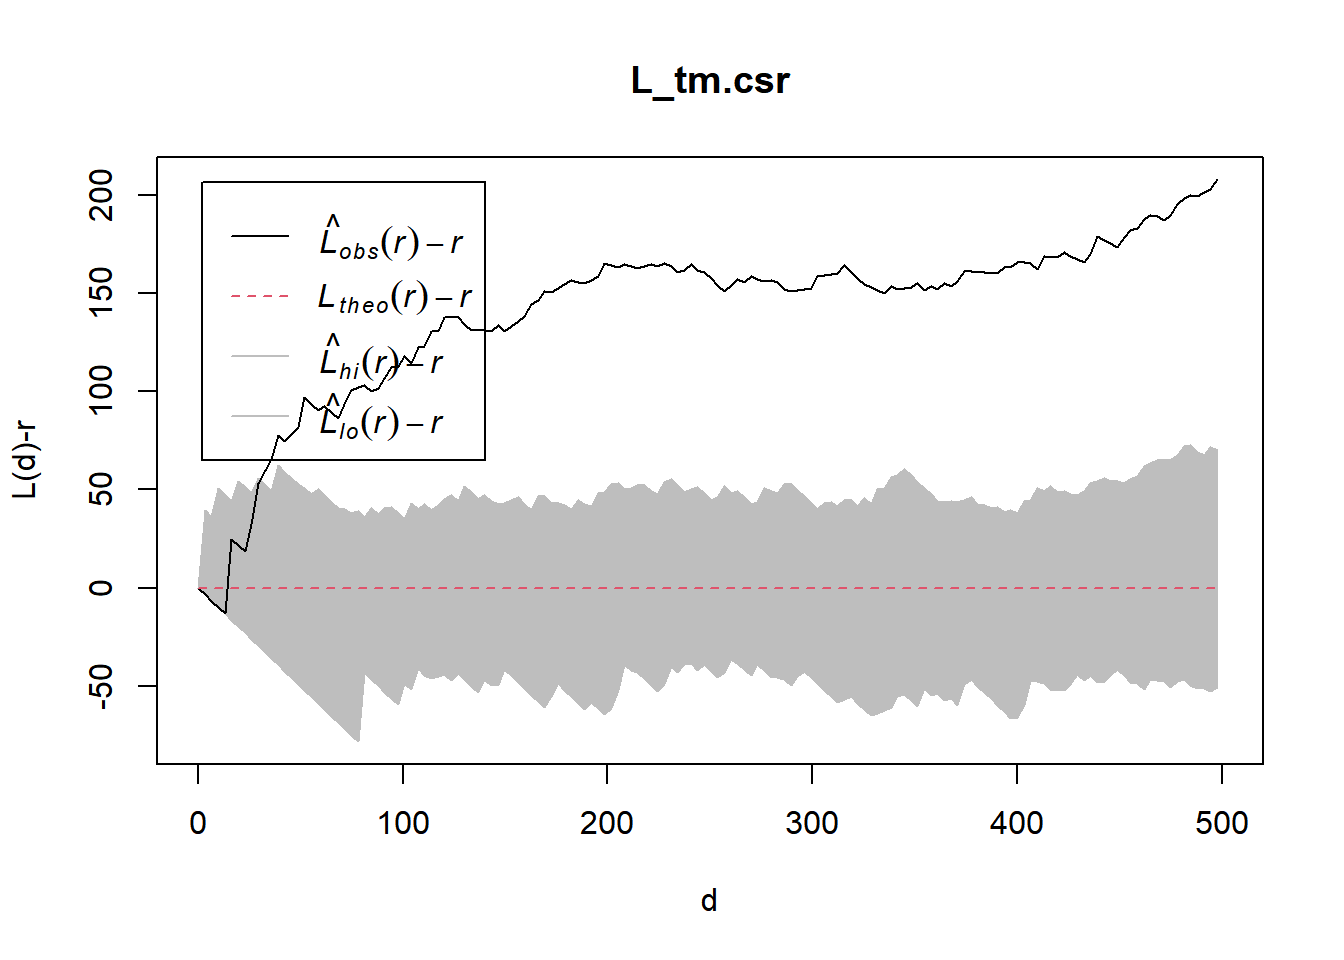 L_tm.csr
L̂obs(r) − r
Ltheo(r) − r
L̂hi(r) − r
L̂lo(r) − r
200
150
100
50
0
-50
L(d)-r
0 100 200 300 400 500
d